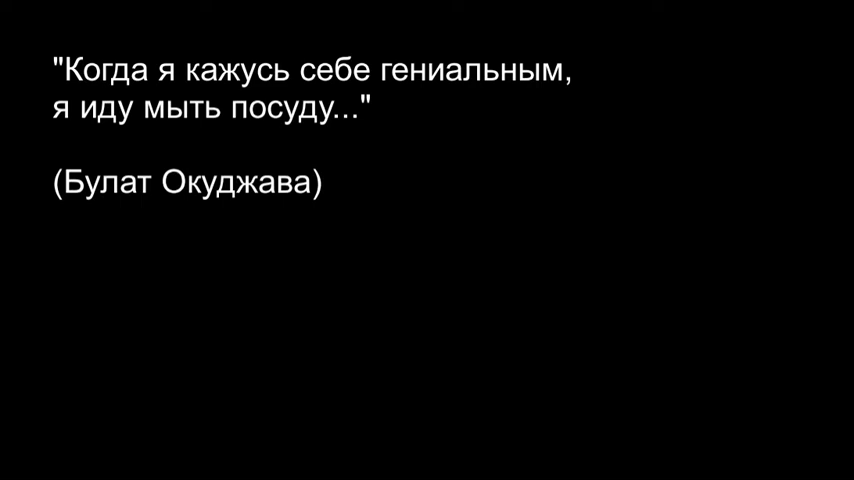 "Когда я кажусь себе гениальным,
я иду мыть посуду..."
(Булат Окуджава)